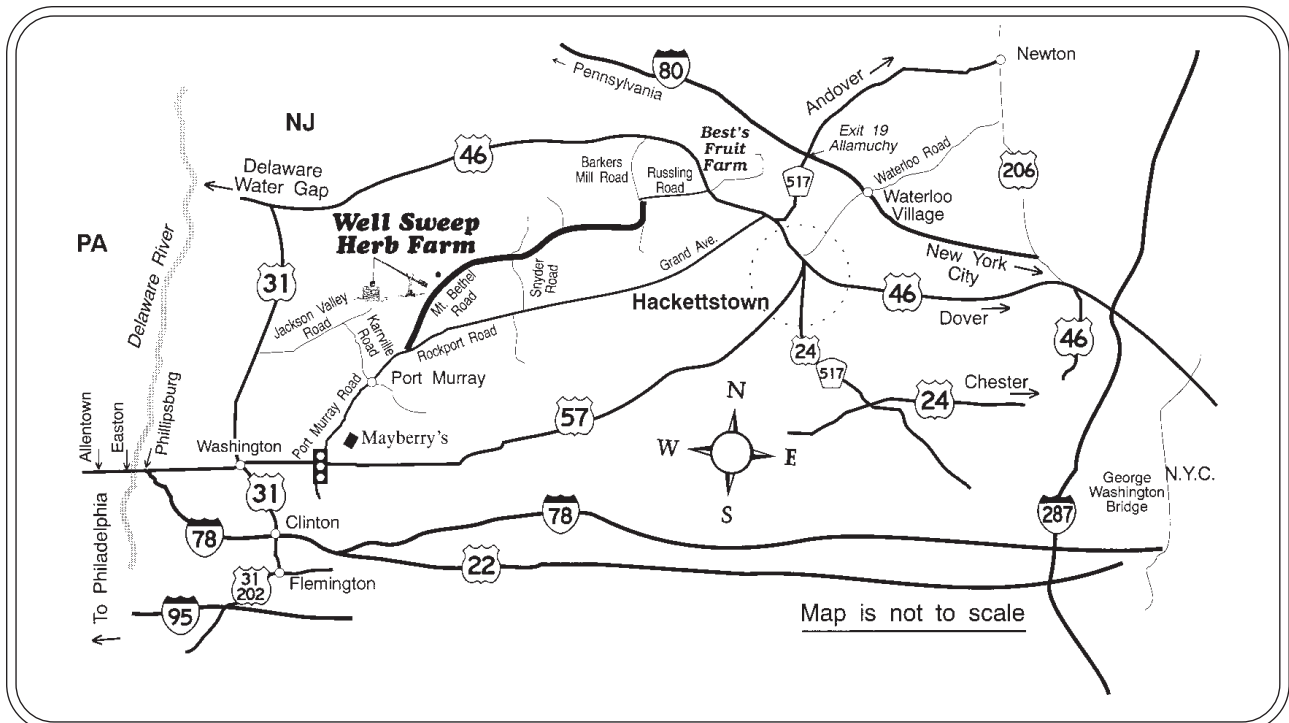 Newton
80
Pennsylvania
Andover
NJ
46
Best's
Fruit
Farm
Exit 19
Allamuchy
Delaware
Water Gap
Barkers
Mill Road
Russling
Road
517
Waterloo Road
206
Waterloo
Village
PA
Well Sweep
Herb Farm
Delaware River
31
Grand Ave.
New York
City
Snyder
Road
Mt. Bethel
Road
Hackettstown
46
Dover
Jackson Valley
Road
Karrville
Road
Rockport Road
46
24
517
Port Murray
Chester
24
Port Murray Road
57
N
W
E
S
Allentown
Easton
Phillipsburg
Washington
Mayberry's
31
N.Y.C.
George
Washington
Bridge
78
Clinton
78
287
22
To Philadelphia
31
202
Flemington
95
Map is not to scale